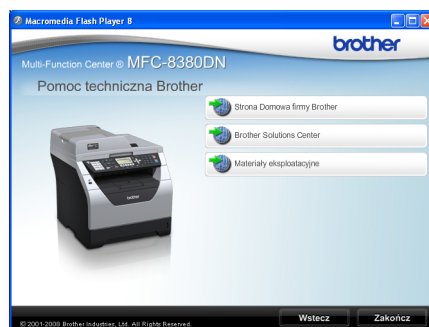 Macromedia Flash Player 8
brother
Multi-Function Center ® MFC-8380DN
Pomoc techniczna Brother
Strona Domowa firmy Brother
Brother Solutions Center
Materiały eksploatacyjne
brother
Wstecz
Zakończ
© 2001-2008 Brother Industries, Ltd. All Rights Reserved.